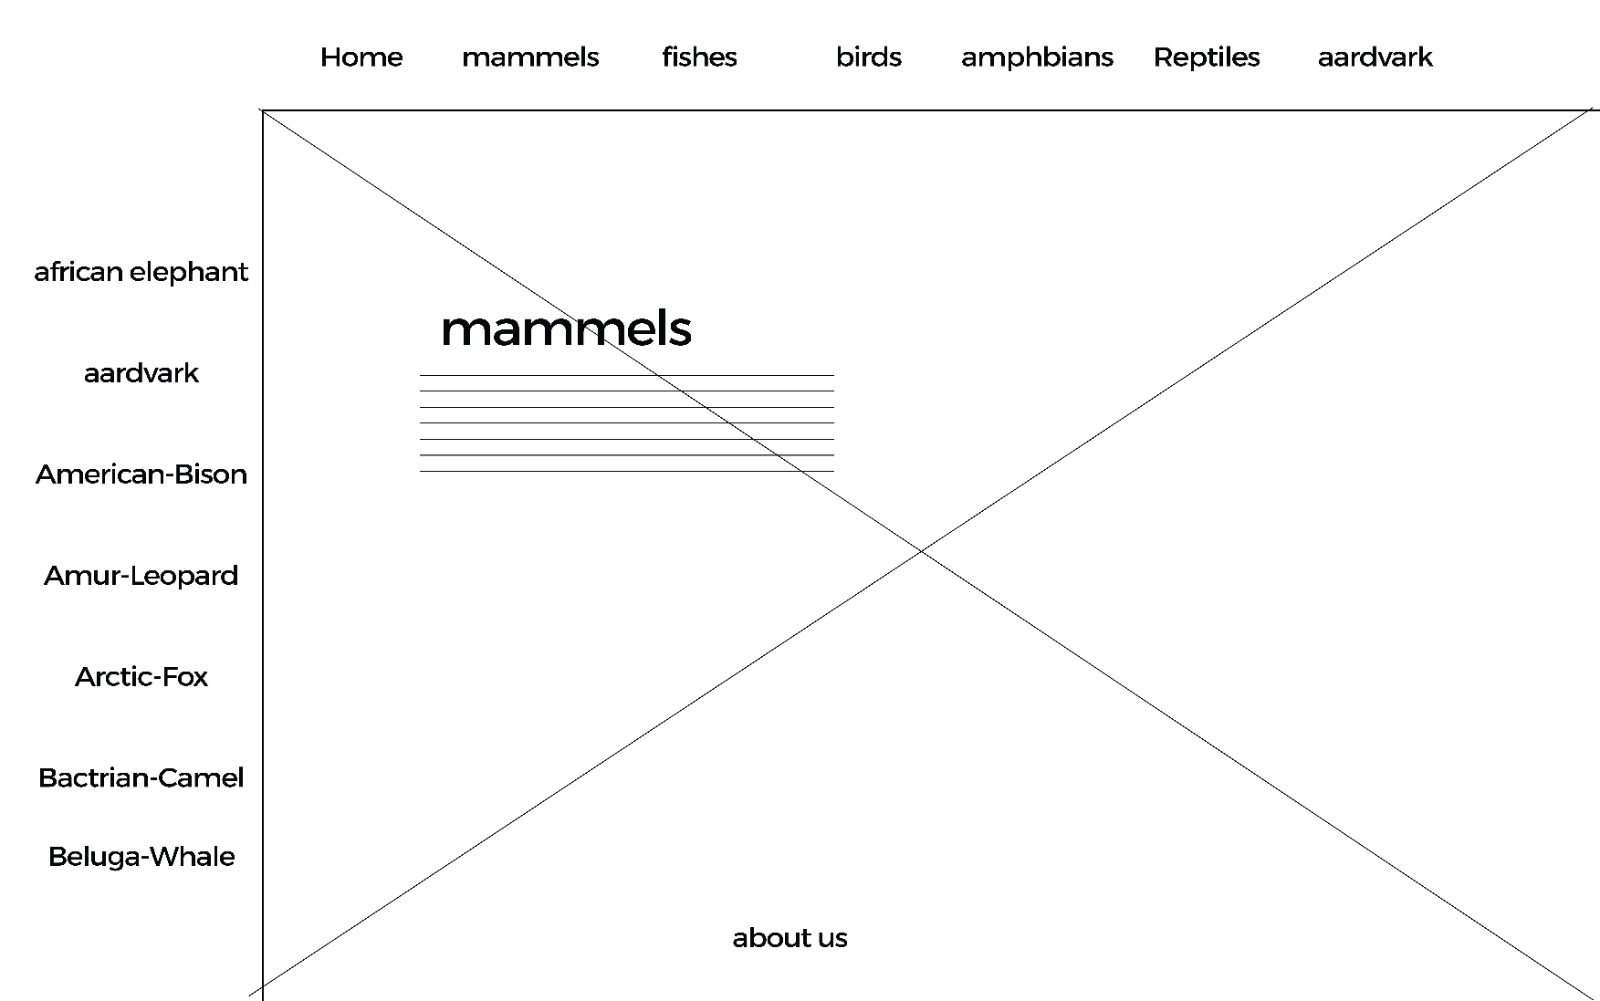 Home mammels fishes birds amphbians Reptiles aardvark
african elephant
aardvark
American-Bison
Amur-Leopard
Arctic-Fox
Bactrian-Camel
Beluga-Whale
mammels
about us